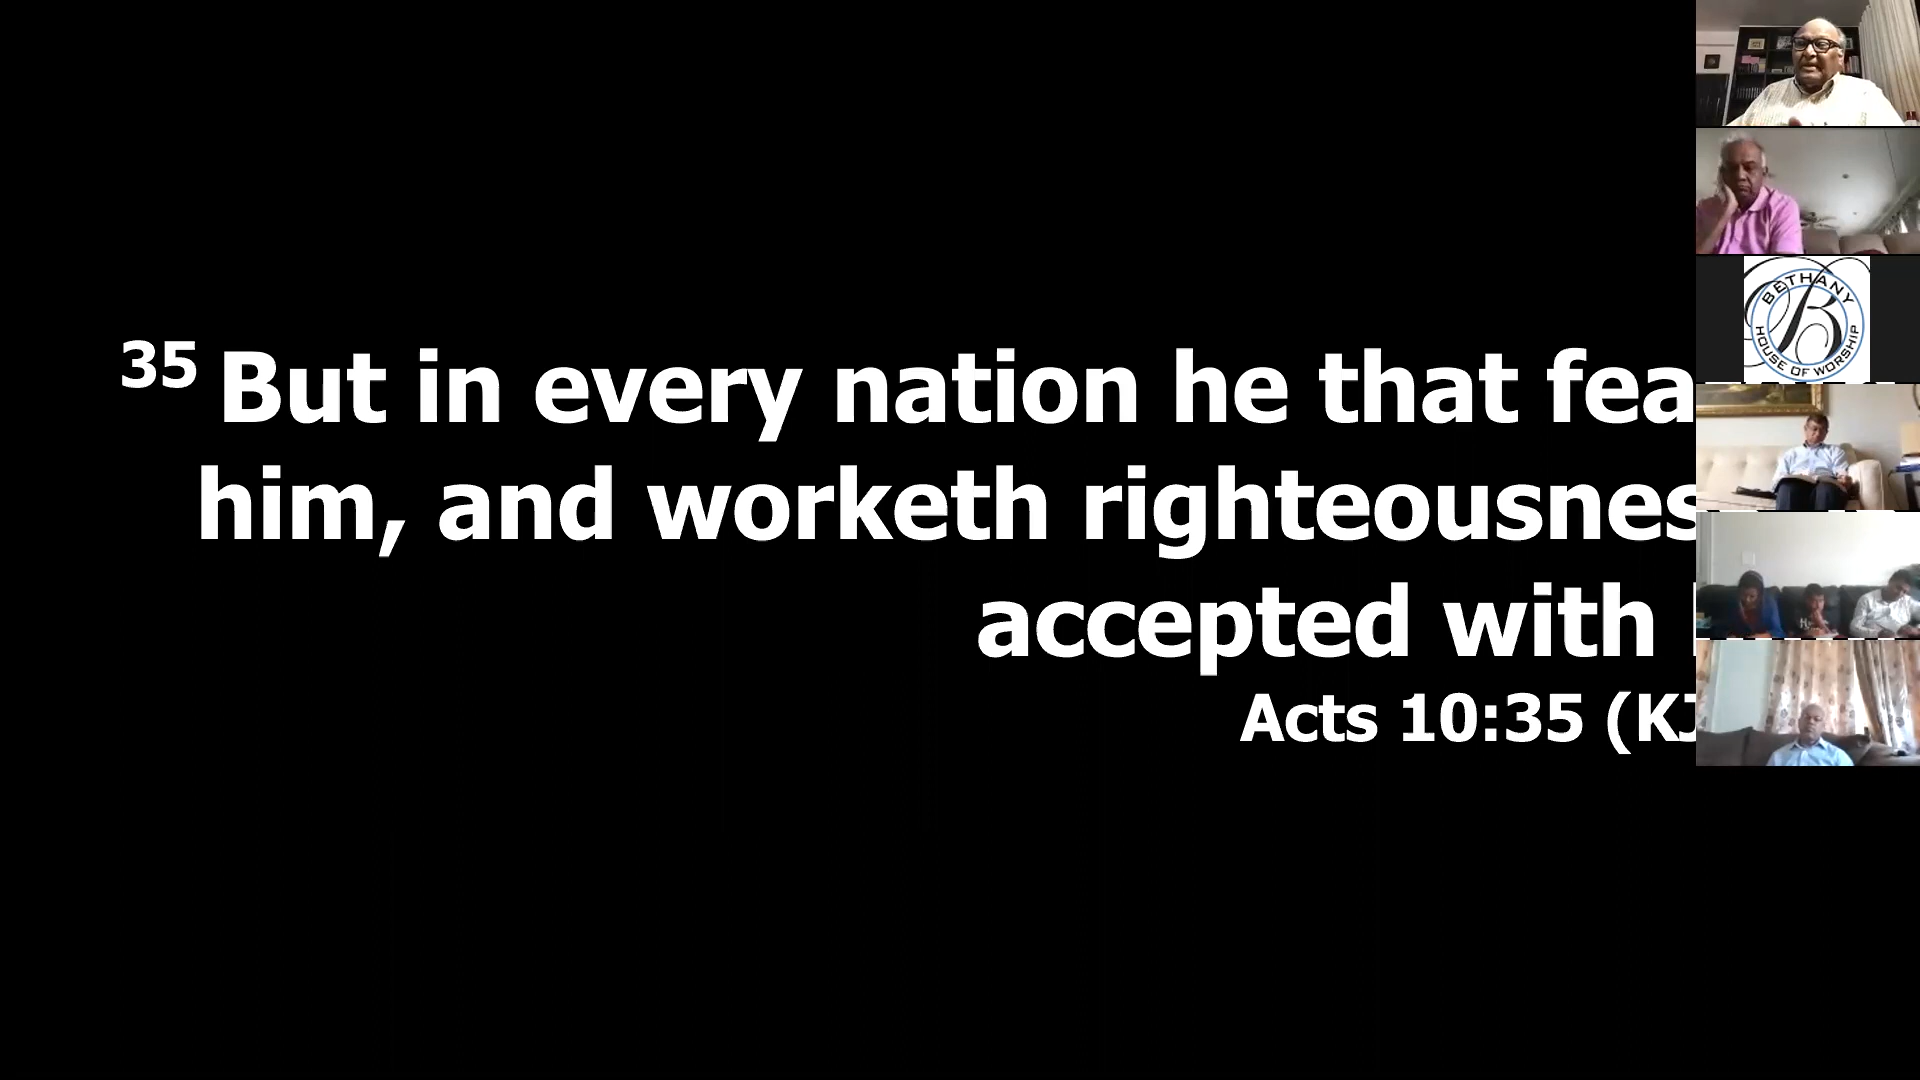 35 But in every nation he that fea
him, and worketh righteousnes
accepted with
Acts 10:35 (KJ
BETHANY
B
HOUSE OF WORSHIP